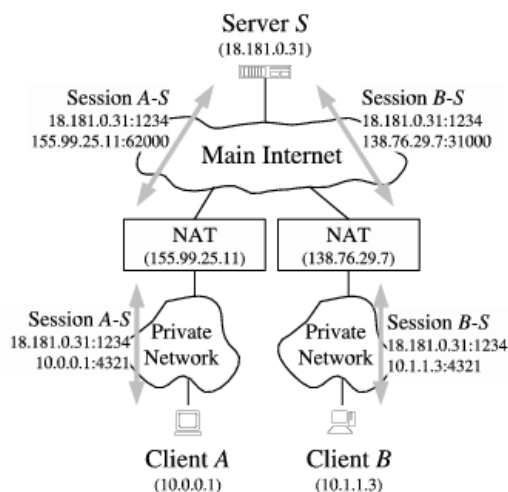 Server S
(18.181.0.31)
Session A-S
18.181.0.31:1234
155.99.25.11:62000
Session B-S
18.181.0.31:1234
138.76.29.7:31000
Main Internet
NAT
(155.99.25.11)
NAT
(138.76.29.7)
Session A-S
18.181.0.31:1234
10.0.0.1:4321
Private
Network
Private
Network
Session B-S
18.181.0.31:1234
10.1.1.3:4321
Client A
(10.0.0.1)
Client B
(10.1.1.3)